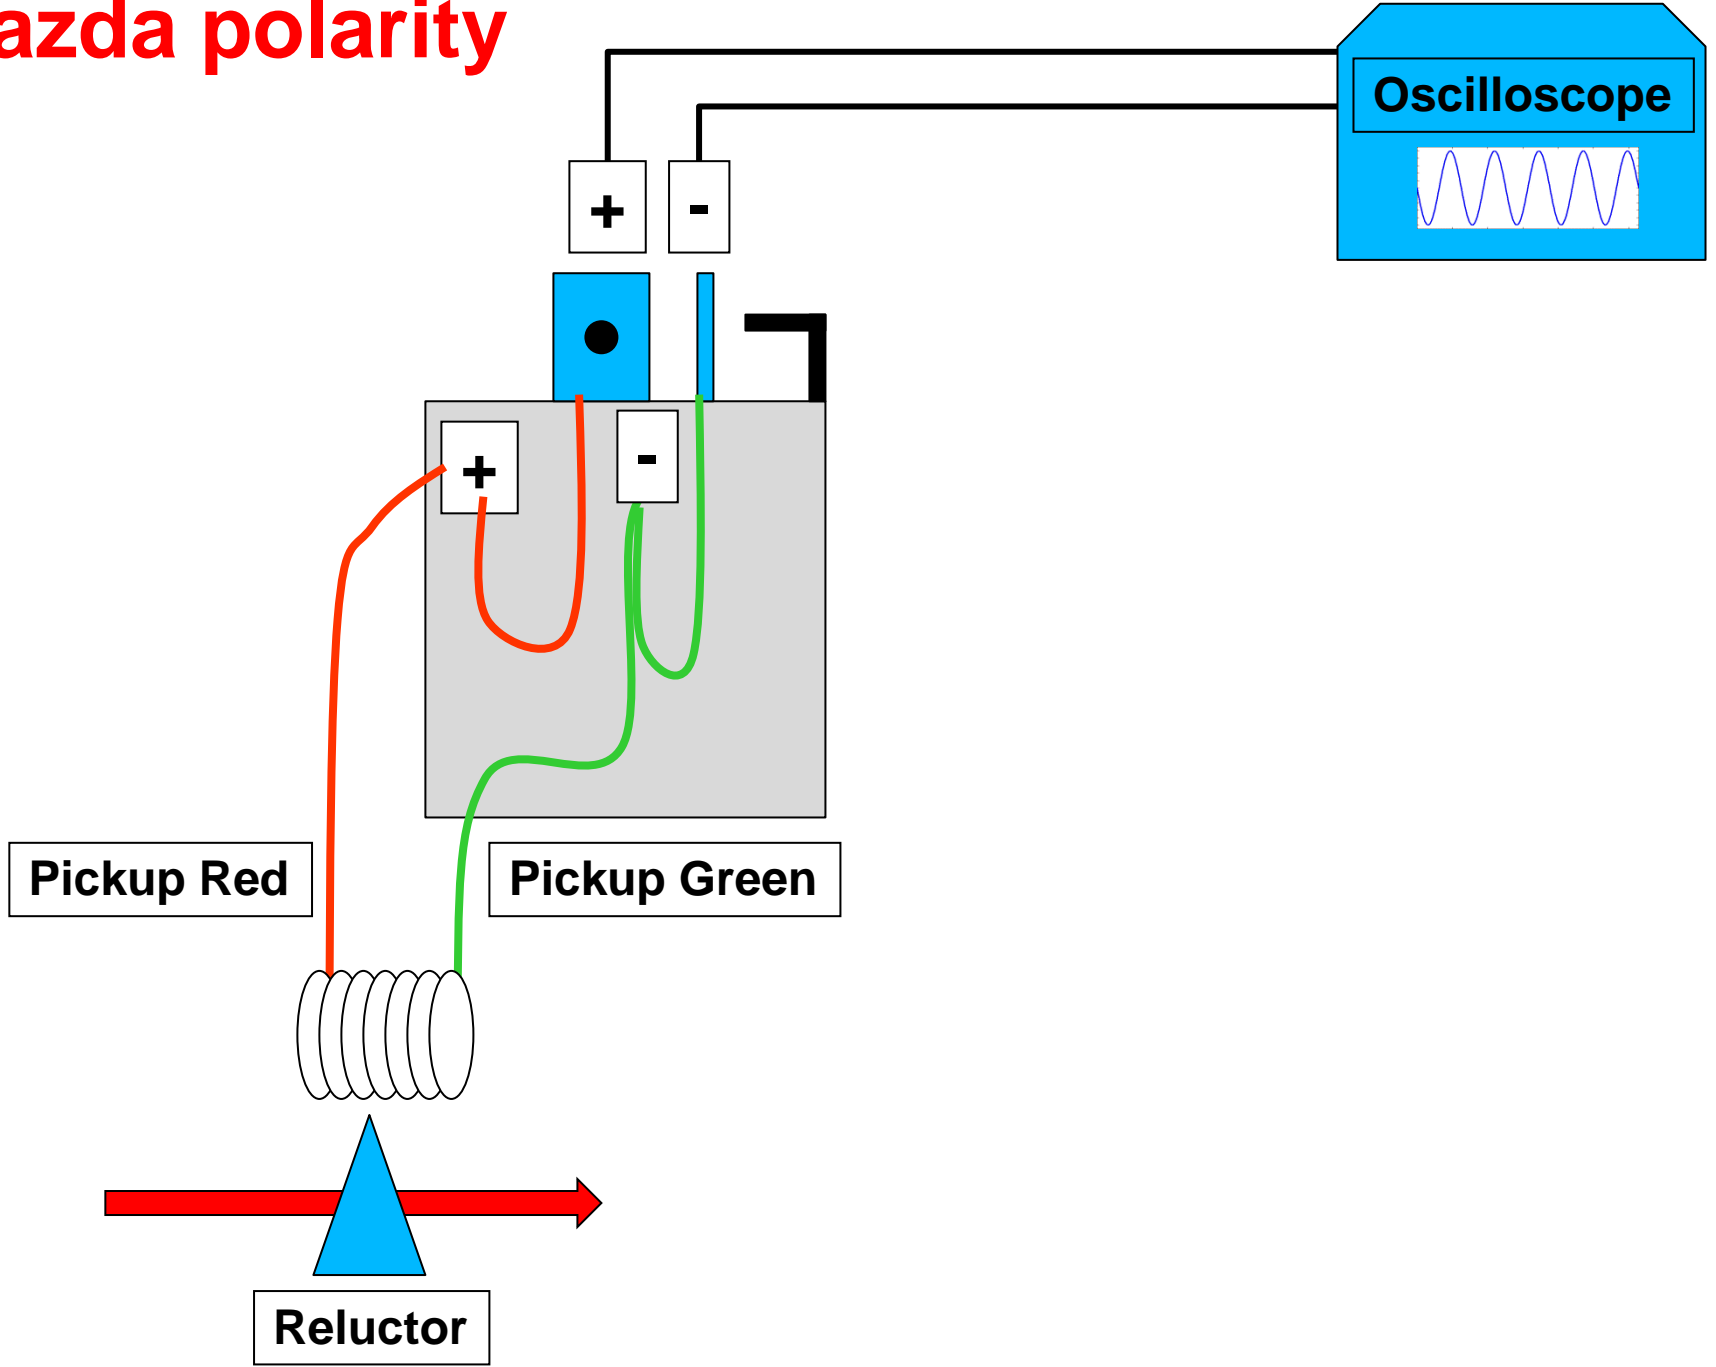 azda polarity
Oscilloscope
+ -
+ -
Pickup Red
Pickup Green
Reluctor